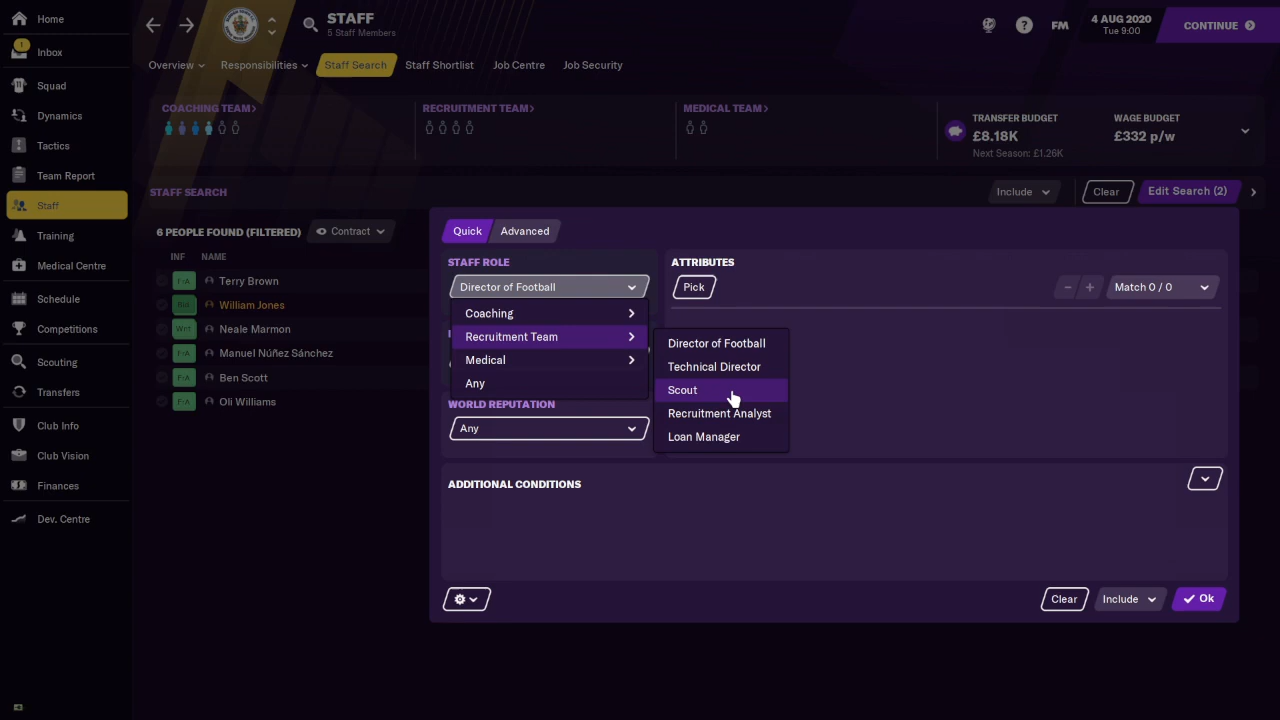 Home
1
Inbox
Squad
Dynamics
Tactics
Team Report
Staff
Training
Medical Centre
Schedule
Competitions
Scouting
Transfers
Club Info
Club Vision
Finances
Dev. Centre
STAFF
5 Staff Members
?
FM
4 AUG 2020
Tue 9:00
CONTINUE
Overview
Responsibilities
Staff Search
Staff Shortlist
Job Centre
Job Security
COACHING TEAM>
RECRUITMENT TEAM>
MEDICAL TEAM>
TRANSFER BUDGET
£8.18K
Next Season: £1.26K
WAGE BUDGET
£332 p/w
STAFF SEARCH
Include
Clear
Edit Search (2)
6 PEOPLE FOUND (FILTERED)
Contract
INF NAME
Terry Brown
William Jones
Wnt Neale Marmon
Manuel Núñez Sánchez
Ben Scott
Oli Williams
Quick
Advanced
STAFF ROLE
Director of Football
Coaching
Recruitment Team
Medical
Any
Director of Football
Technical Director
Scout
Recruitment Analyst
Loan Manager
WORLD REPUTATION
Any
ATTRIBUTES
Pick
Match 0 / 0
ADDITIONAL CONDITIONS
Clear
Include
Ok